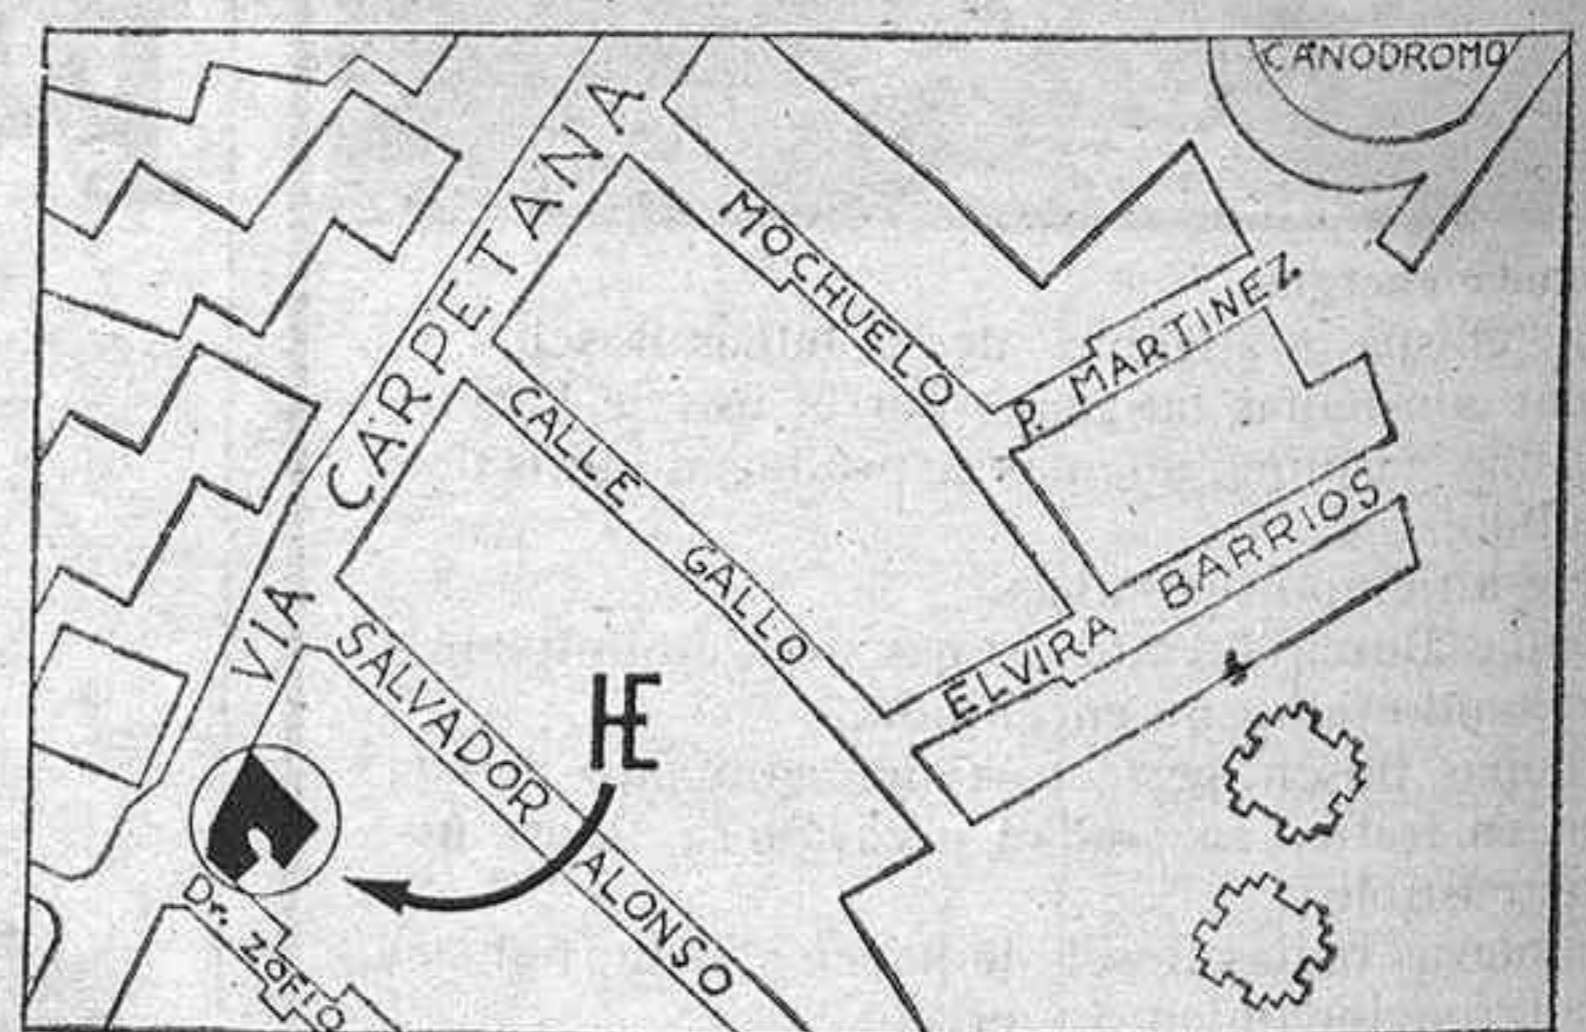 CANODROMO
VIA CARPETANA
MOCHUELO
P. MARTINEZ
CALLE GALLO
ELVIRA BARRIOS
SALVADOR ALONSO
HE
Dr. ZOFIO